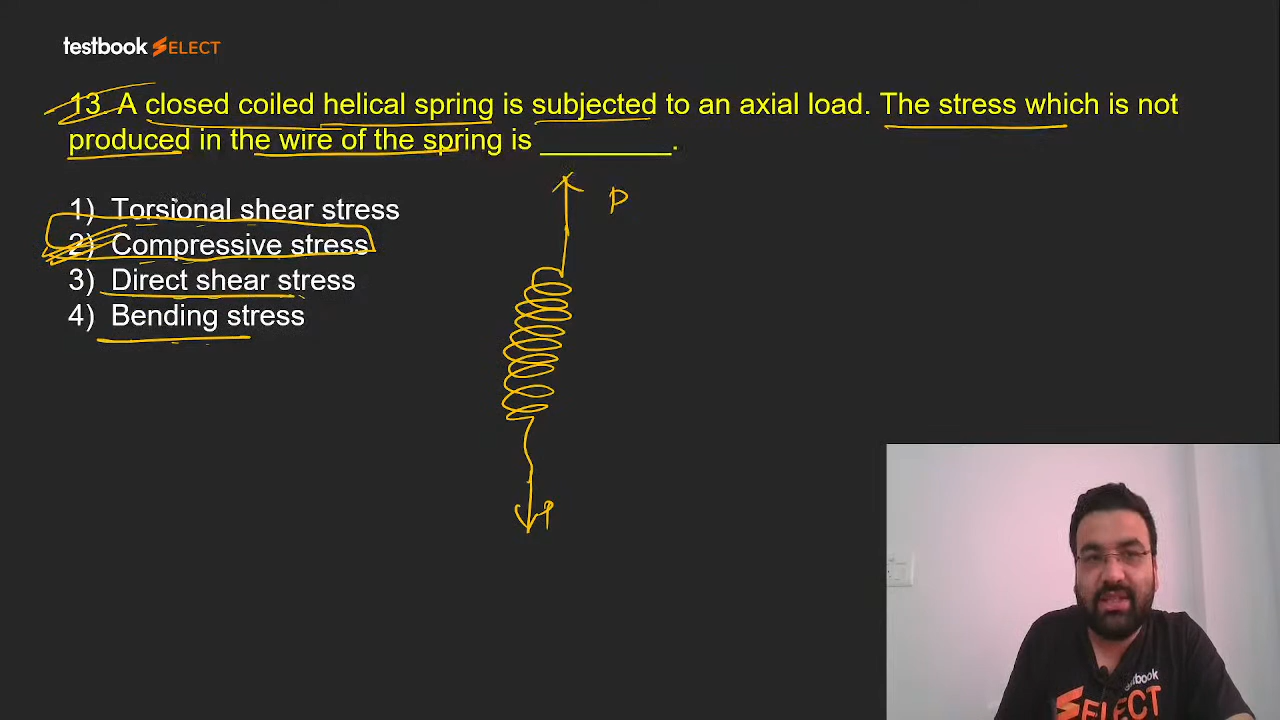 testbook SELECT
13. A closed coiled helical spring is subjected to an axial load. The stress which is not
produced in the wire of the spring is ________.
1) Torsional shear stress
2) Compressive stress
3) Direct shear stress
4) Bending stress
P
P
testbook
SELECT